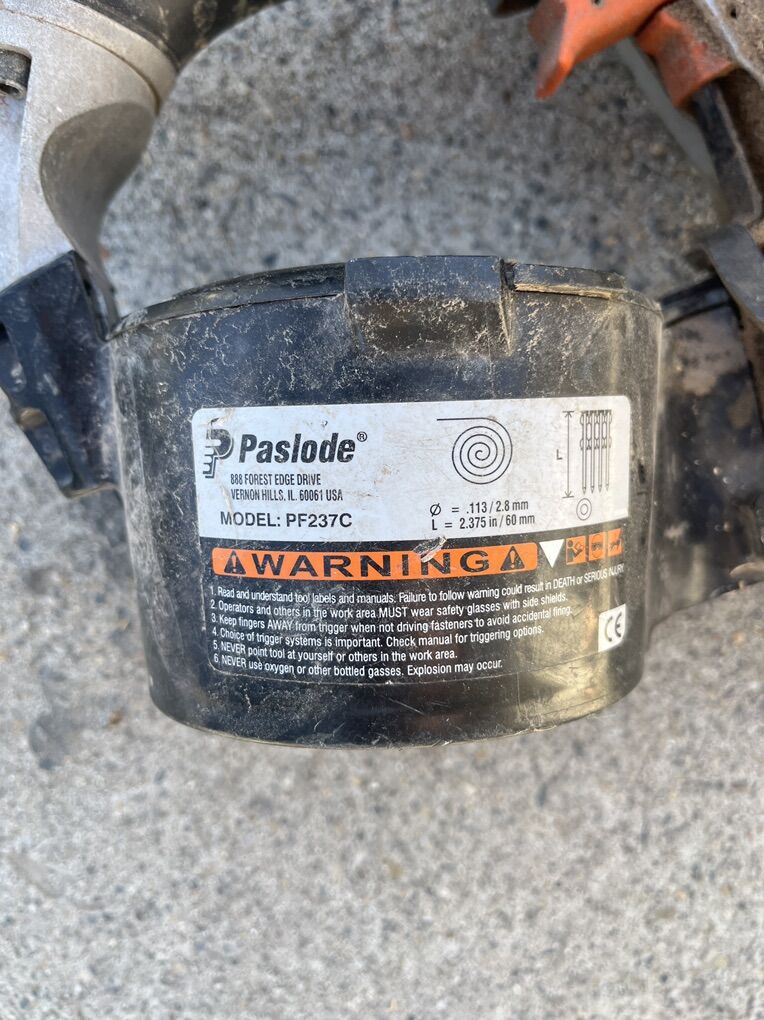 Paslode®
888 FOREST EDGE DRIVE
VERNON HILLS, IL. 60061 USA
MODEL: PF237C
L
Ø = .113 / 2.8 mm
L = 2.375 in / 60 mm
WARNING
1. Read and understand tool labels and manuals. Failure to follow warning could result in DEATH or SERIOUS INJURY.
2. Operators and others in the work area MUST wear safety glasses with side shields.
3. Keep fingers AWAY from trigger when not driving fasteners to avoid accidental firing.
4. Choice of trigger systems is important. Check manual for triggering options.
5. NEVER point tool at yourself or others in the work area.
6. NEVER use oxygen or other bottled gasses. Explosion may occur.
CE